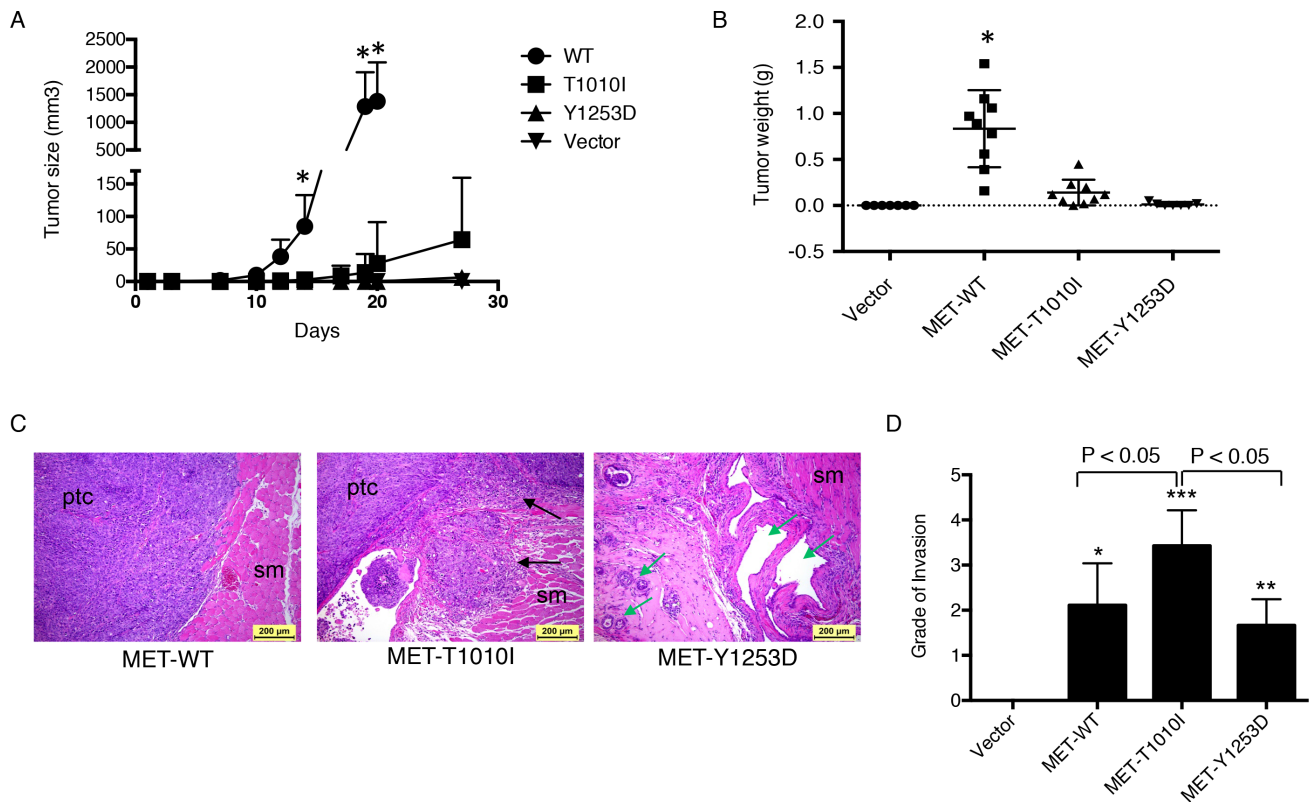 A
Tumor size (mm3)
2500
2000
1500
1000
500
150
100
50
0
* * *
0 10 20 30
Days
WT
T1010I
Y1253D
Vector
B
Tumor weight (g)
2.0
1.5
1.0
0.5
0.0
-0.5
*
Vector
MET-WT
MET-T1010I
MET-Y1253D
C
ptc
sm
200 µm
MET-WT
ptc
sm
200 µm
MET-T1010I
sm
200 µm
MET-Y1253D
D
P < 0.05 P < 0.05
Grade of Invasion
5
4
3
2
1
0
*
***
**
Vector
MET-WT
MET-T1010I
MET-Y1253D